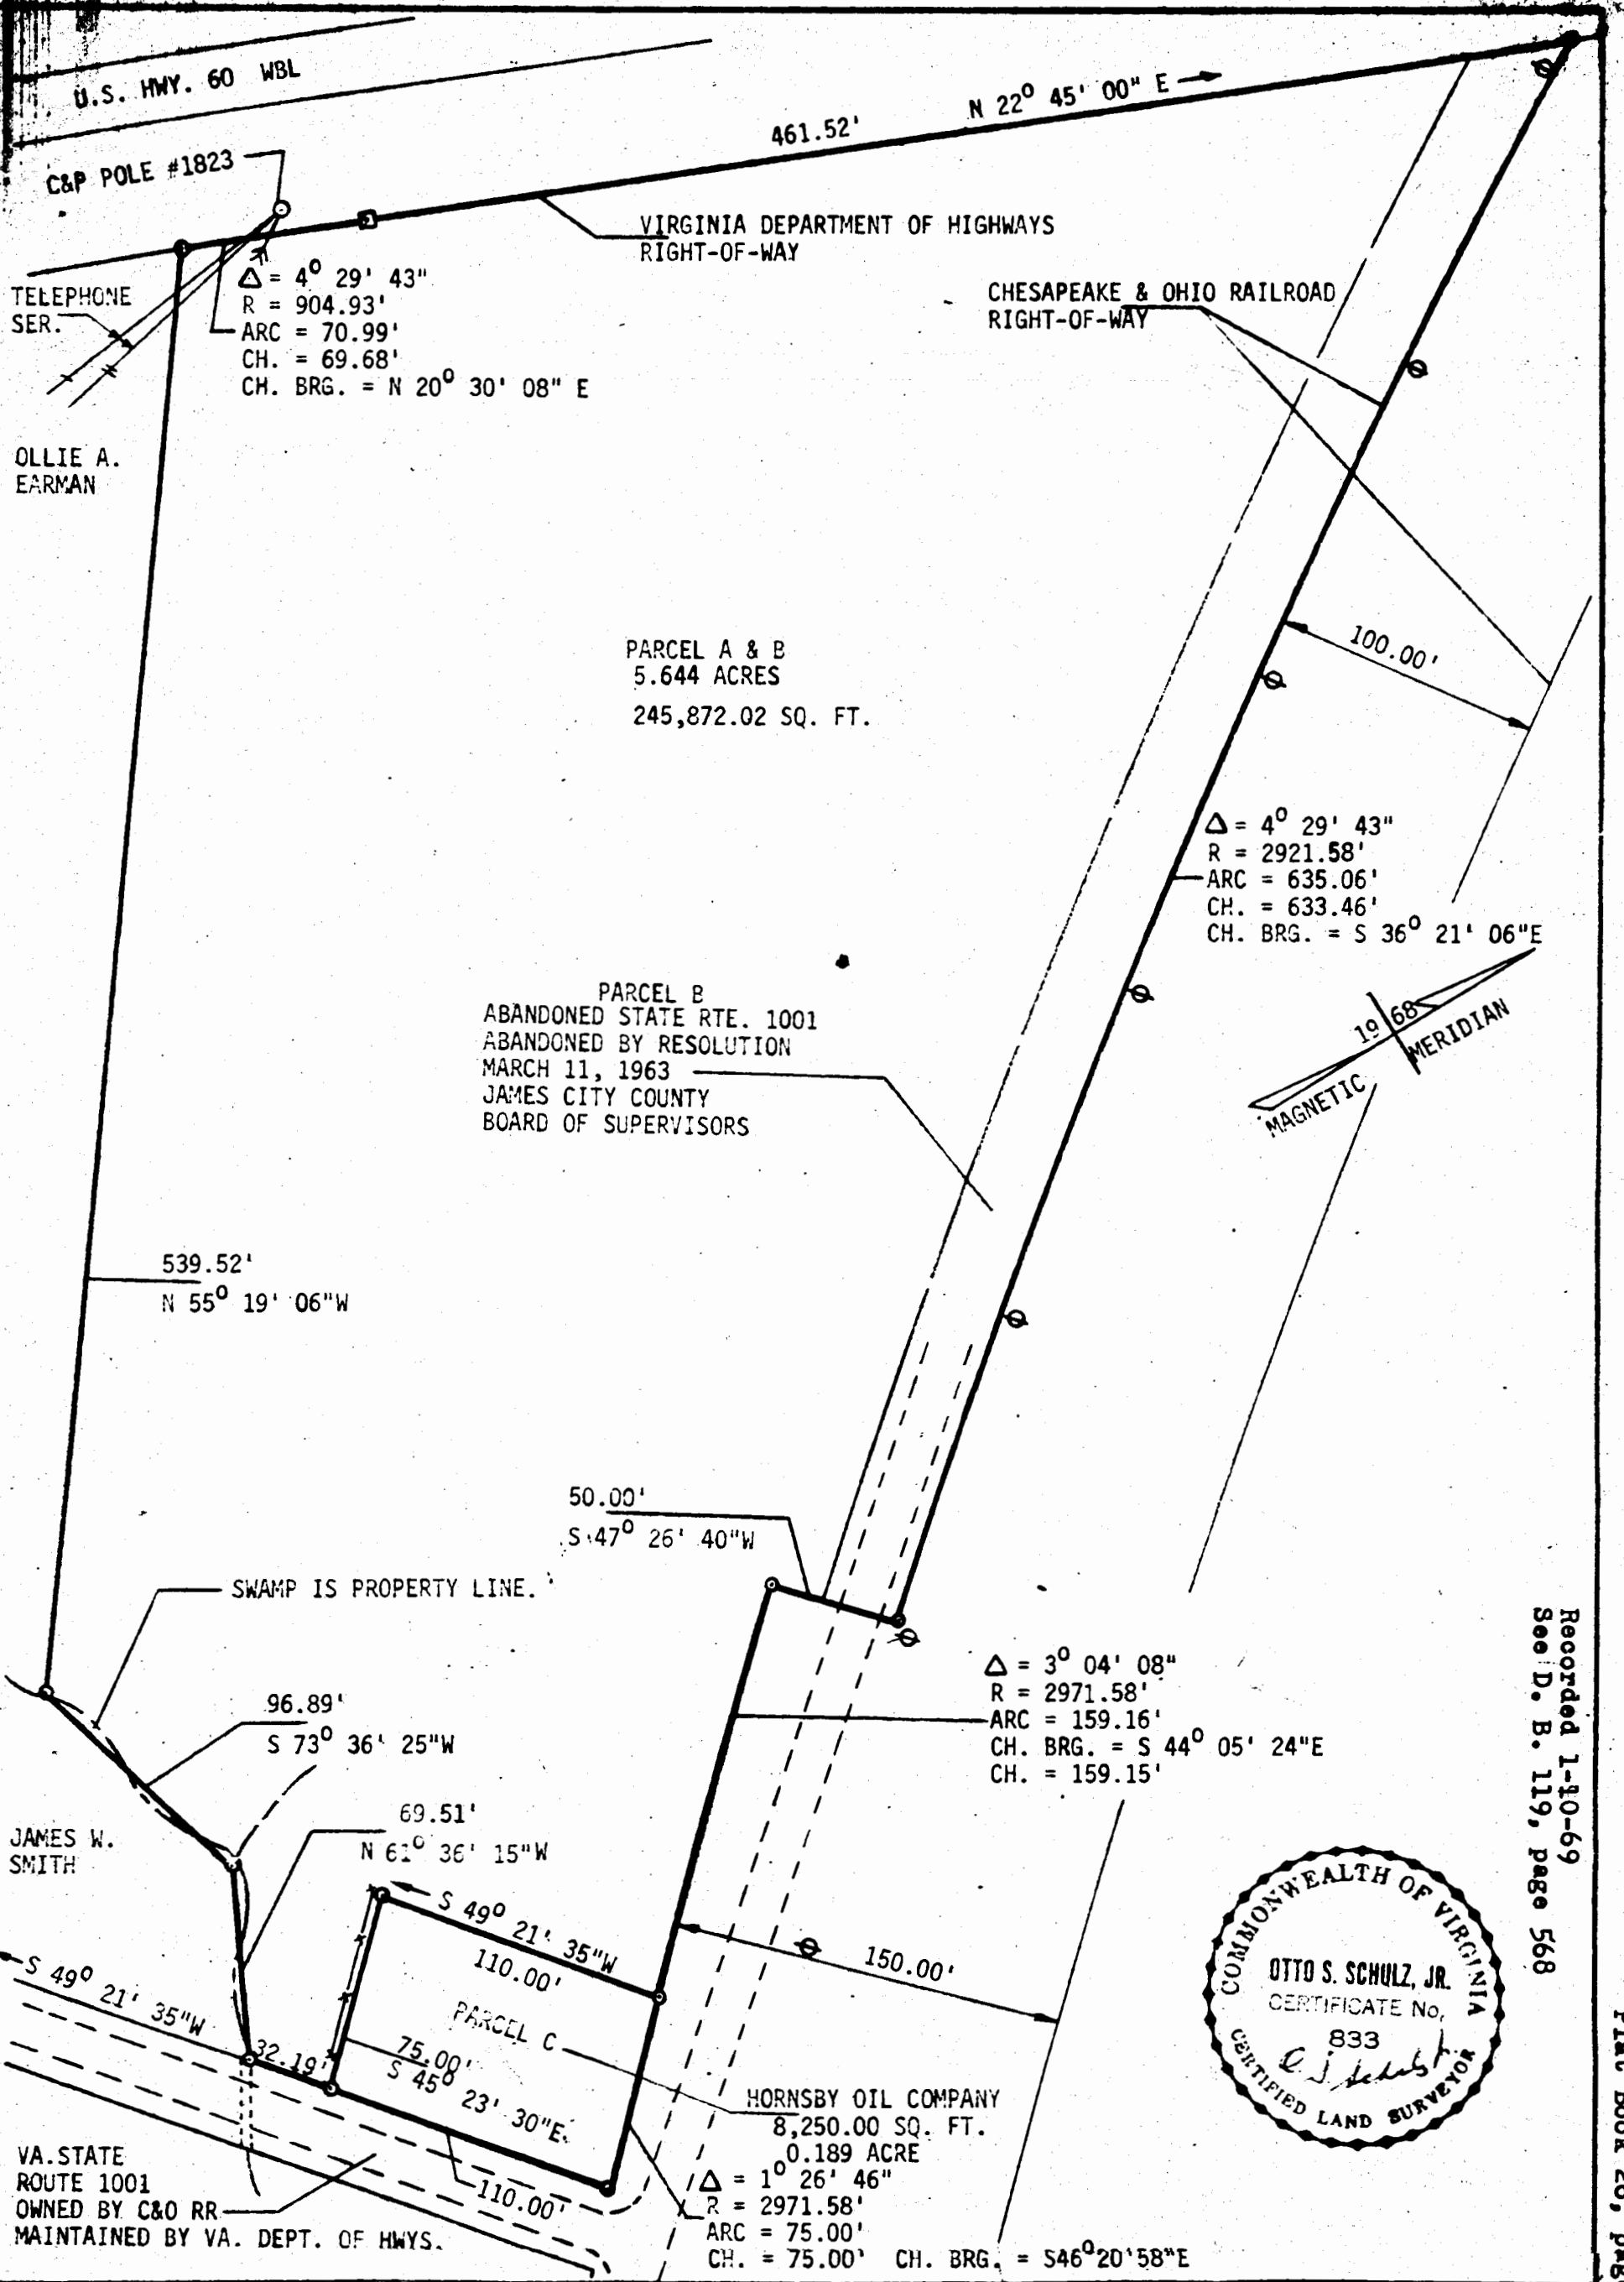 U.S. HWY. 60 WBL
461.52'
N 22° 45' 00" E
C&P POLE #1823
VIRGINIA DEPARTMENT OF HIGHWAYS
RIGHT-OF-WAY
TELEPHONE
SER.
Δ = 4° 29' 43"
R = 904.93'
ARC = 70.99'
CH. = 69.68'
CH. BRG. = N 20° 30' 08" E
CHESAPEAKE & OHIO RAILROAD
RIGHT-OF-WAY
OLLIE A.
EARMAN
PARCEL A & B
5.644 ACRES
245,872.02 SQ. FT.
100.00'
Δ = 4° 29' 43"
R = 2921.58'
ARC = 635.06'
CH. = 633.46'
CH. BRG. = S 36° 21' 06"E
PARCEL B
ABANDONED STATE RTE. 1001
ABANDONED BY RESOLUTION
MARCH 11, 1963
JAMES CITY COUNTY
BOARD OF SUPERVISORS
1968
MAGNETIC MERIDIAN
539.52'
N 55° 19' 06"W
50.00'
S 47° 26' 40"W
SWAMP IS PROPERTY LINE.
96.89'
S 73° 36' 25"W
Δ = 3° 04' 08"
R = 2971.58'
ARC = 159.16'
CH. BRG. = S 44° 05' 24"E
CH. = 159.15'
69.51'
N 61° 36' 15"W
JAMES W.
SMITH
S 49° 21' 35"W
110.00'
PARCEL C
150.00'
S 49° 21' 35"W
32.19'
75.00'
S 45° 23' 30"E
HORNSBY OIL COMPANY
8,250.00 SQ. FT.
0.189 ACRE
Δ = 1° 26' 46"
R = 2971.58'
ARC = 75.00'
CH. = 75.00' CH. BRG. = S46°20'58"E
110.00'
VA. STATE
ROUTE 1001
OWNED BY C&O RR
MAINTAINED BY VA. DEPT. OF HWYS.
COMMONWEALTH OF VIRGINIA
OTTO S. SCHULZ, JR.
CERTIFICATE No.
833
CERTIFIED LAND SURVEYOR
Recorded 1-10-69
See D. B. 119, page 568